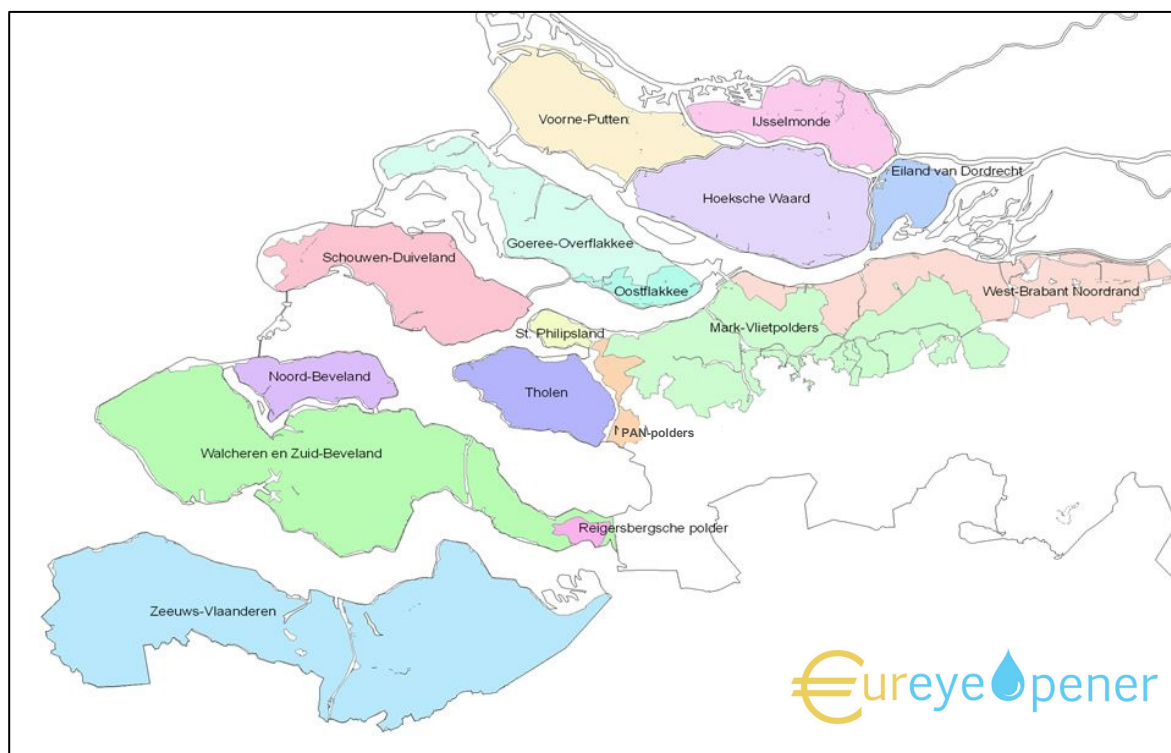 Voorne-Putten
IJsselmonde
Eiland van Dordrecht
Hoeksche Waard
Goeree-Overflakkee
Schouwen-Duiveland
Oostflakkee
West-Brabant Noordrand
St. Philipsland
Mark-Vlietpolders
Noord-Beveland
Tholen
PAN-polders
Walcheren en Zuid-Beveland
Reigersbergsche polder
Zeeuws-Vlaanderen
€ureyeopener